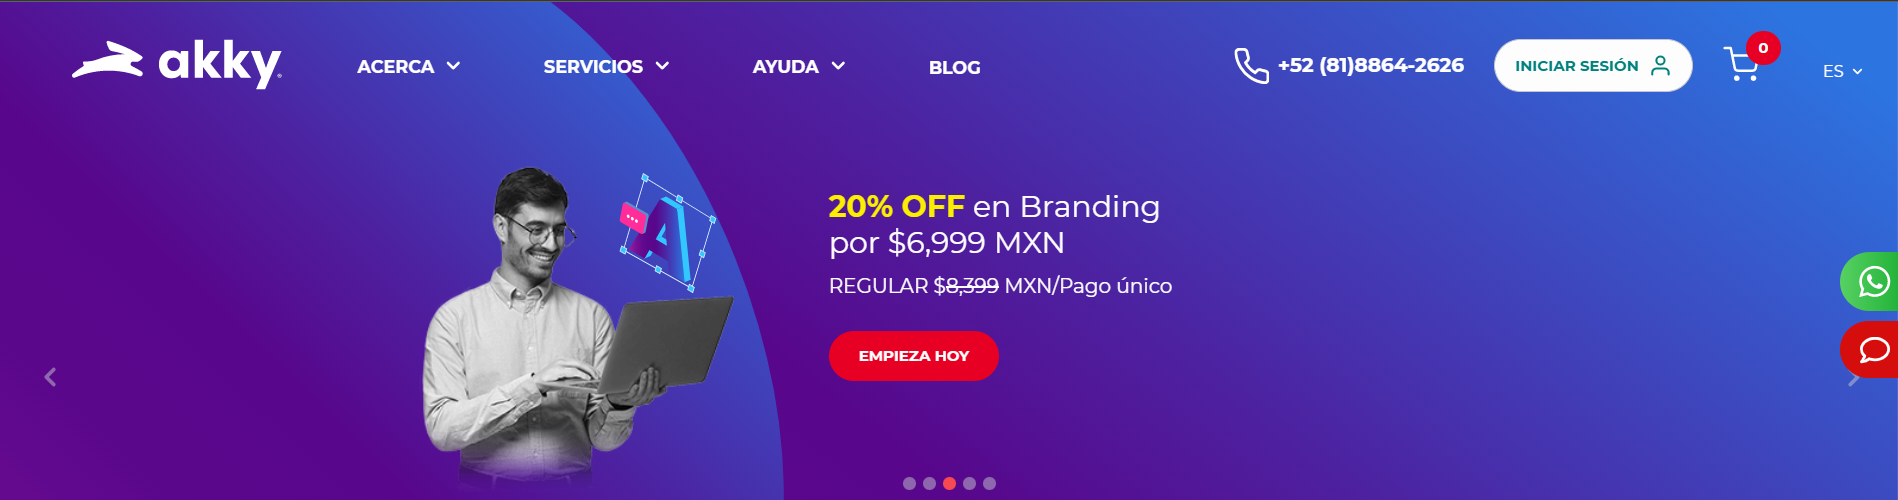 akky
ACERCA
SERVICIOS
AYUDA
BLOG
+52 (81)8864-2626
INICIAR SESIÓN
0
ES
A
20% OFF en Branding
por $6,999 MXN
REGULAR $8,399 MXN/Pago único
EMPIEZA HOY